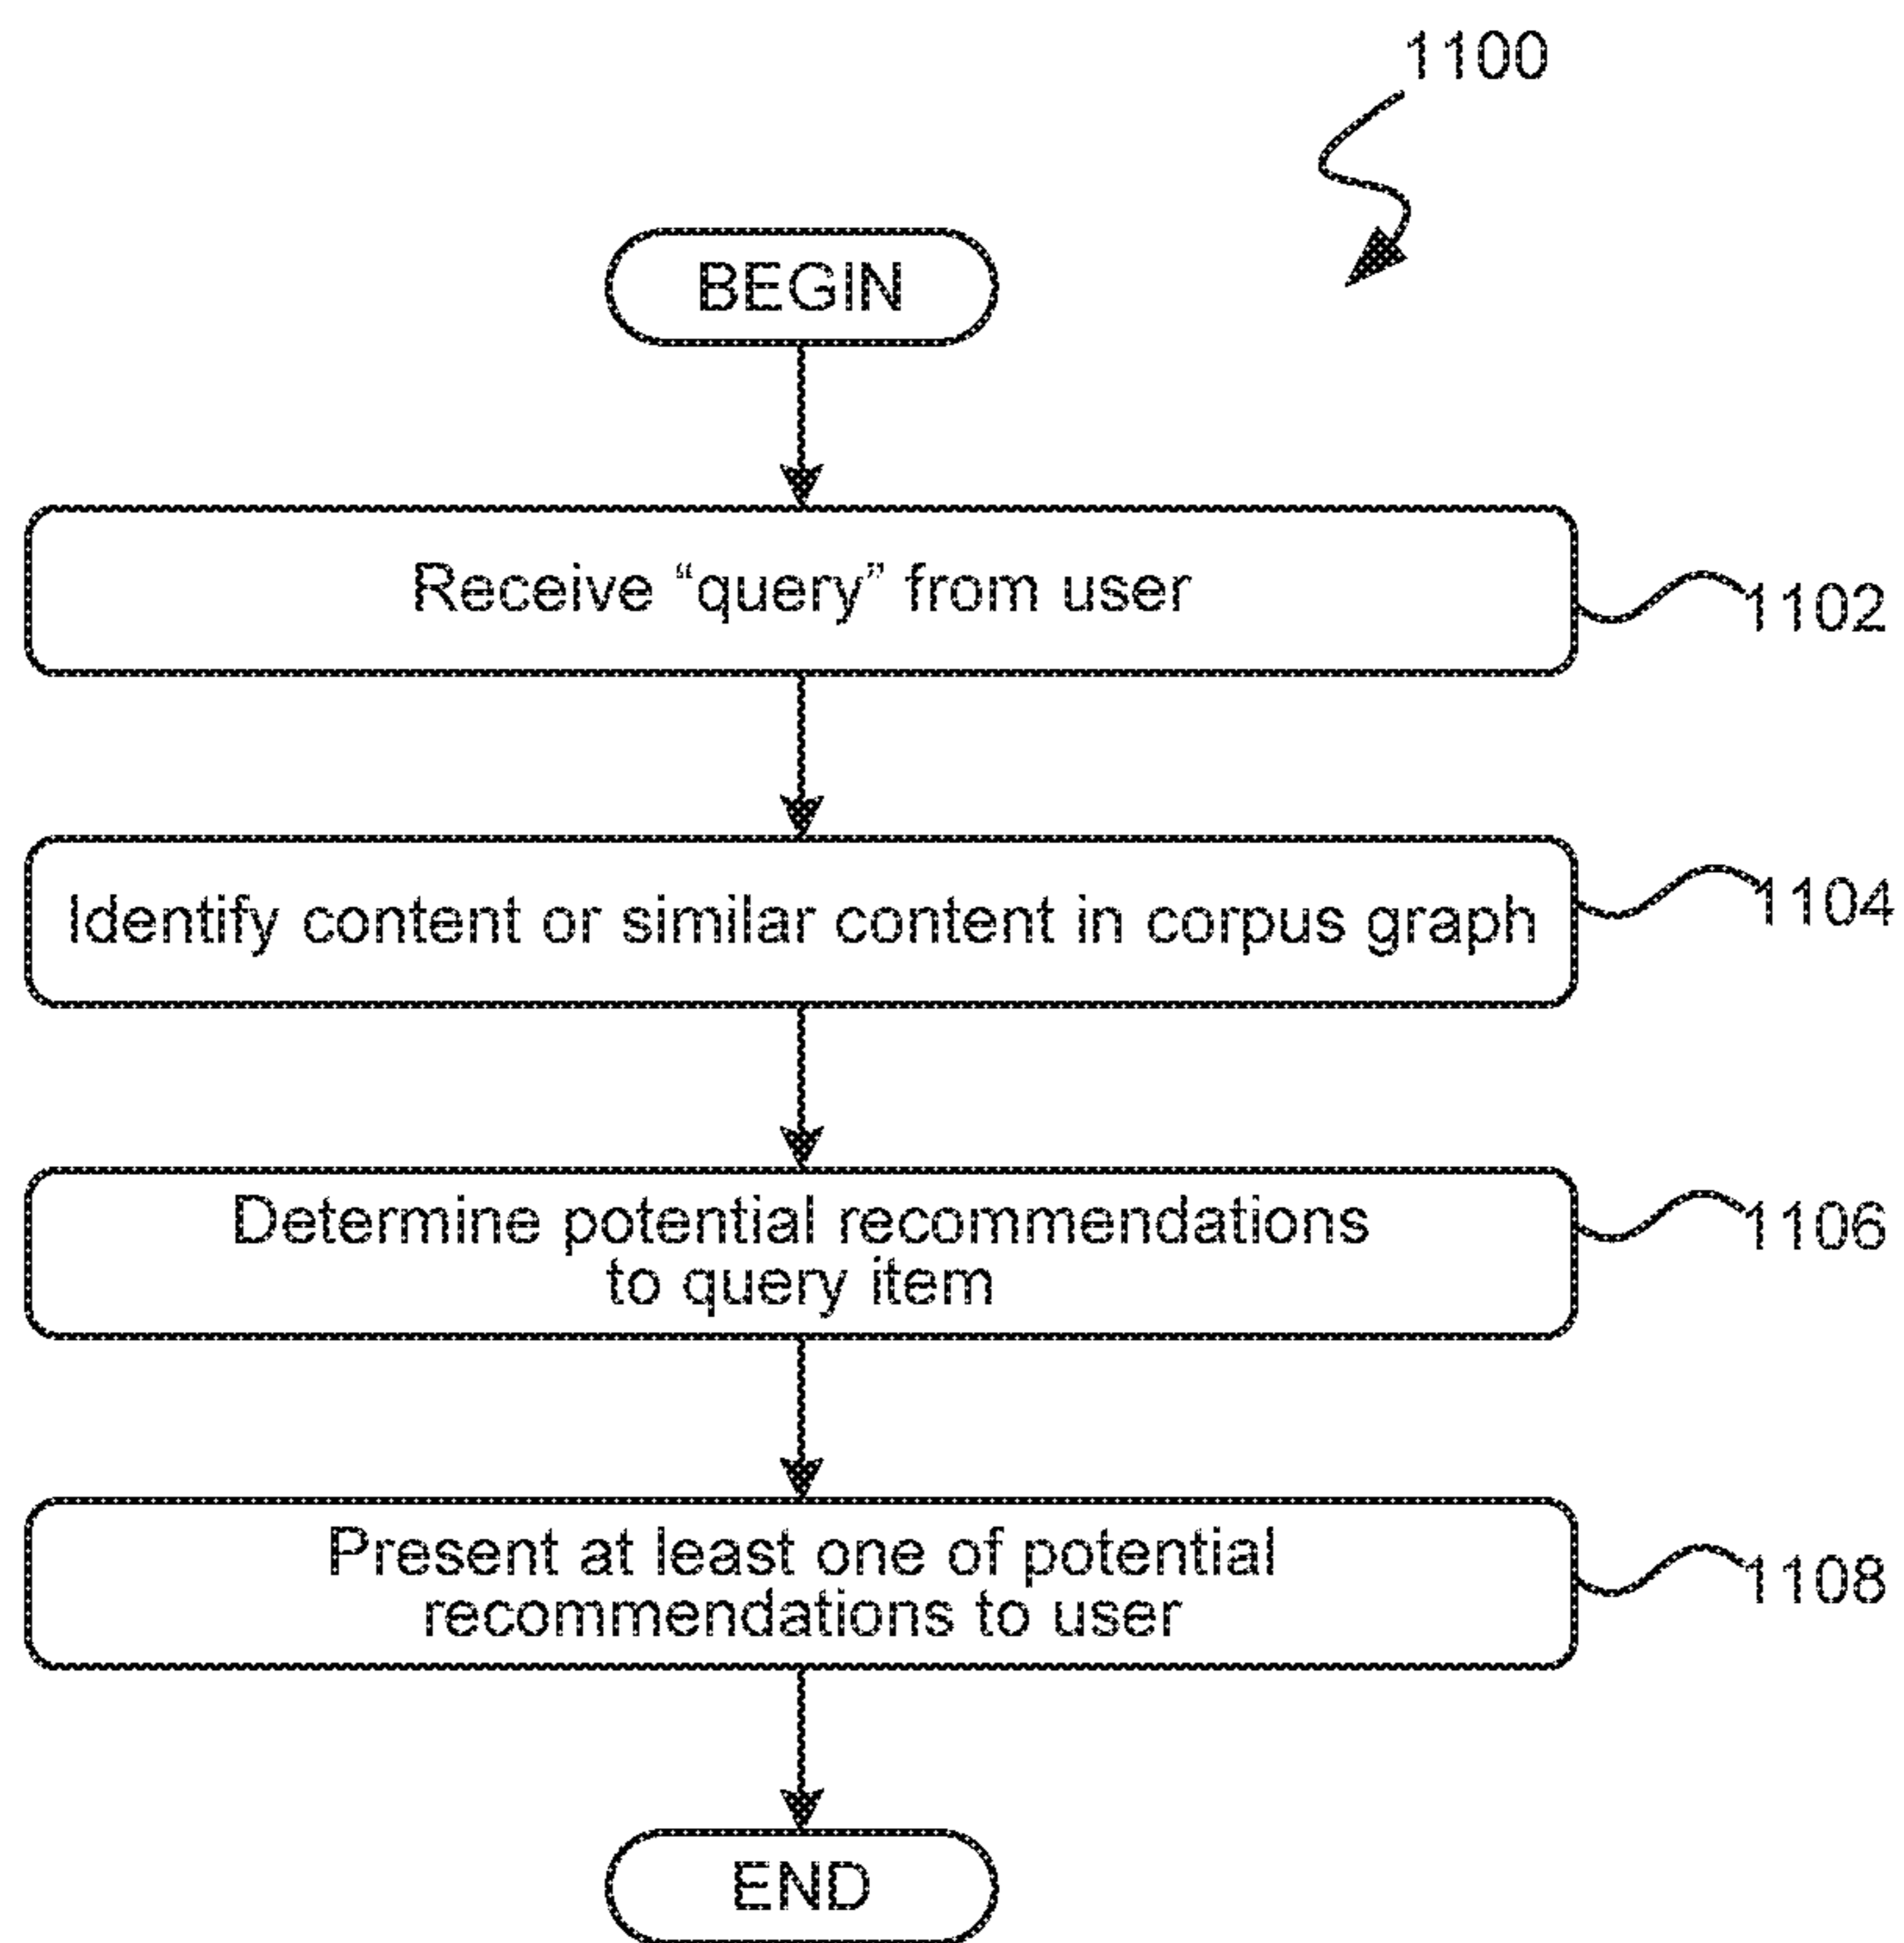 1100
BEGIN
Receive “query” from user
1102
Identify content or similar content in corpus graph
1104
Determine potential recommendations
to query item
1106
Present at least one of potential
recommendations to user
1108
END